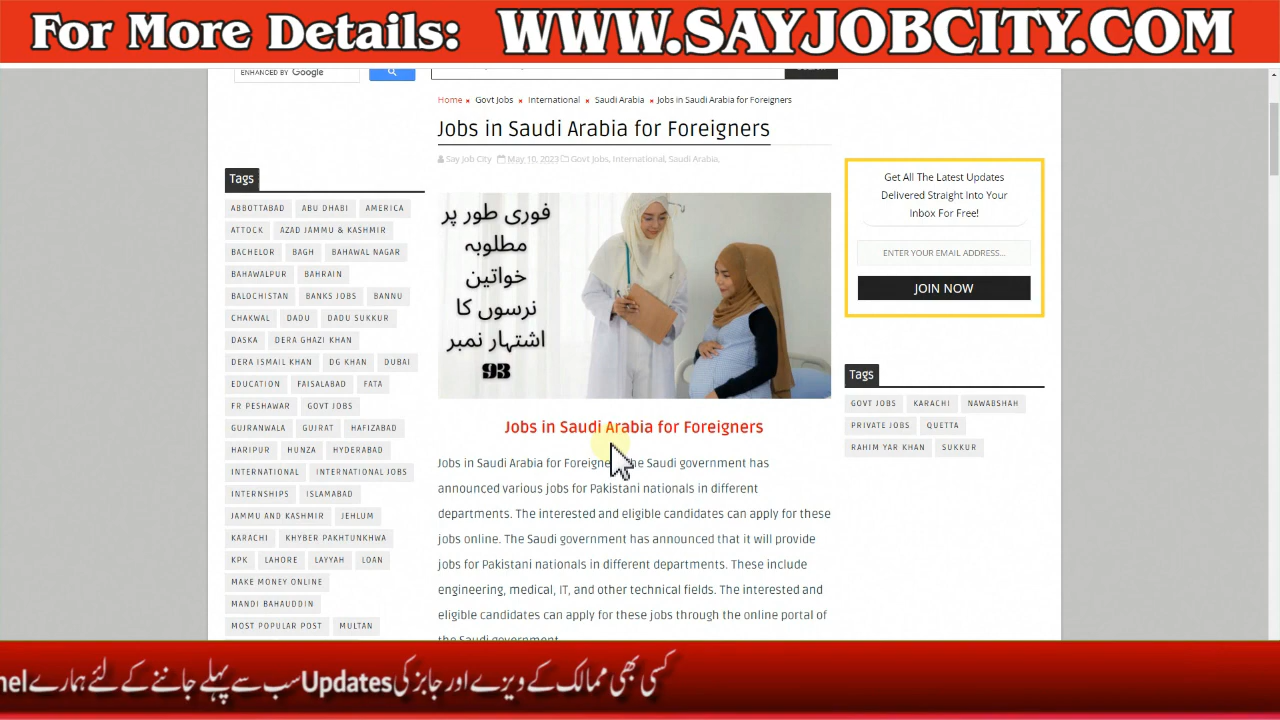 For More Details: WWW.SAYJOBCITY.COM
ENHANCED BY Google
Home × Govt Jobs × International × Saudi Arabia × Jobs in Saudi Arabia for Foreigners
Jobs in Saudi Arabia for Foreigners
Say Job City May 10, 2023 Govt Jobs, International, Saudi Arabia,
Tags
ABBOTTABAD ABU DHABI AMERICA
ATTOCK AZAD JAMMU & KASHMIR
BACHELOR BAGH BAHAWAL NAGAR
BAHAWALPUR BAHRAIN
BALOCHISTAN BANKS JOBS BANNU
CHAKWAL DADU DADU SUKKUR
DASKA DERA GHAZI KHAN
DERA ISMAIL KHAN DG KHAN DUBAI
EDUCATION FAISALABAD FATA
FR PESHAWAR GOVT JOBS
GUJRANWALA GUJRAT HAFIZABAD
HARIPUR HUNZA HYDERABAD
INTERNATIONAL INTERNATIONAL JOBS
INTERNSHIPS ISLAMABAD
JAMMU AND KASHMIR JEHLUM
KARACHI KHYBER PAKHTUNKHWA
KPK LAHORE LAYYAH LOAN
MAKE MONEY ONLINE
MANDI BAHAUDDIN
MOST POPULAR POST MULTAN
فوری طور پر
مطلوبہ
خواتین
نرسوں کا
اشتہار نمبر
93
Jobs in Saudi Arabia for Foreigners
Jobs in Saudi Arabia for Foreigne he Saudi government has
announced various jobs for Pakistani nationals in different
departments. The interested and eligible candidates can apply for these
jobs online. The Saudi government has announced that it will provide
jobs for Pakistani nationals in different departments. These include
engineering, medical, IT, and other technical fields. The interested and
eligible candidates can apply for these jobs through the online portal of
the Saudi government.
Get All The Latest Updates
Delivered Straight Into Your
Inbox For Free!
ENTER YOUR EMAIL ADDRESS...
JOIN NOW
Tags
GOVT JOBS KARACHI NAWABSHAH
PRIVATE JOBS QUETTA
RAHIM YAR KHAN SUKKUR
کسی بھی ممالک کے ویزے اور جابز کی Updates سب سے پہلے جاننے کے لئے ہمارے nel